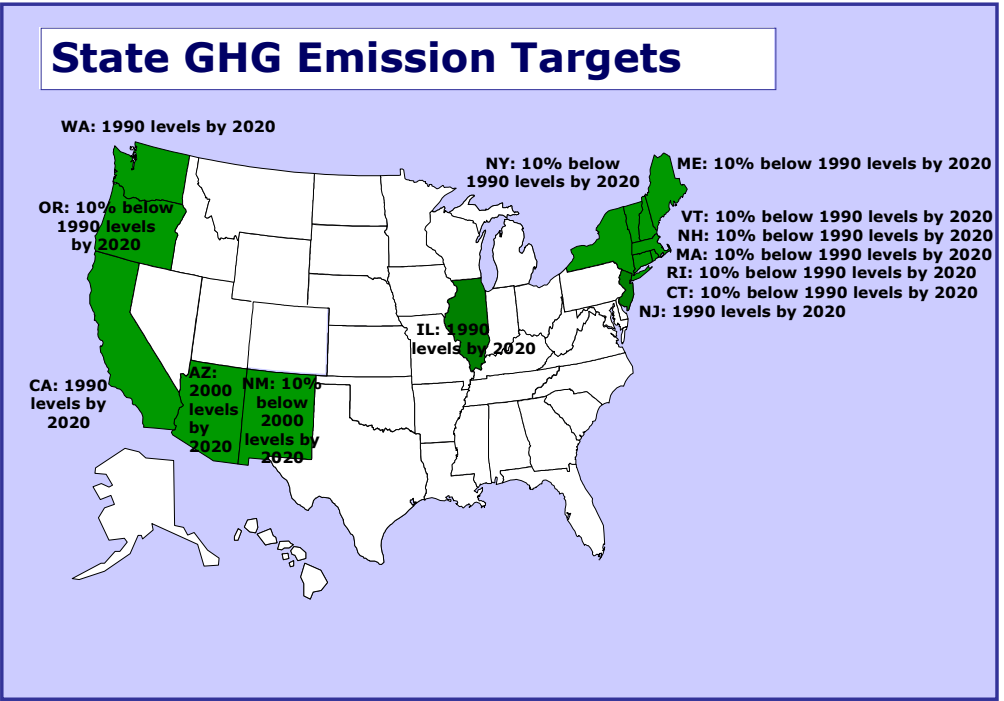 State GHG Emission Targets
WA: 1990 levels by 2020
NY: 10% below
1990 levels by 2020
ME: 10% below 1990 levels by 2020
OR: 10% below
1990 levels
by 2020
VT: 10% below 1990 levels by 2020
NH: 10% below 1990 levels by 2020
MA: 10% below 1990 levels by 2020
RI: 10% below 1990 levels by 2020
CT: 10% below 1990 levels by 2020
NJ: 1990 levels by 2020
IL: 1990
levels by 2020
CA: 1990
levels by
2020
AZ:
2000
levels
by
2020
NM: 10%
below
2000
levels by
2020